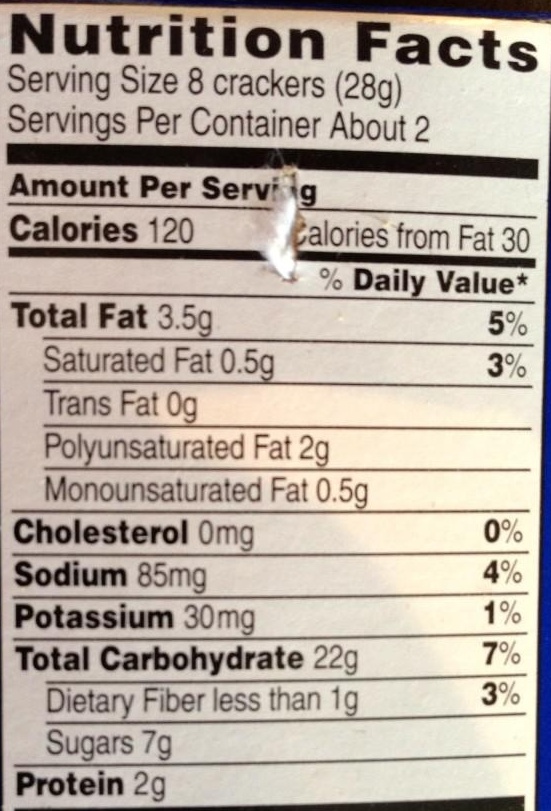 Nutrition Facts
Serving Size 8 crackers (28g)
Servings Per Container About 2
Amount Per Serving
Calories 120 Calories from Fat 30
% Daily Value*
Total Fat 3.5g 5%
Saturated Fat 0.5g 3%
Trans Fat 0g
Polyunsaturated Fat 2g
Monounsaturated Fat 0.5g
Cholesterol 0mg 0%
Sodium 85mg 4%
Potassium 30mg 1%
Total Carbohydrate 22g 7%
Dietary Fiber less than 1g 3%
Sugars 7g
Protein 2g